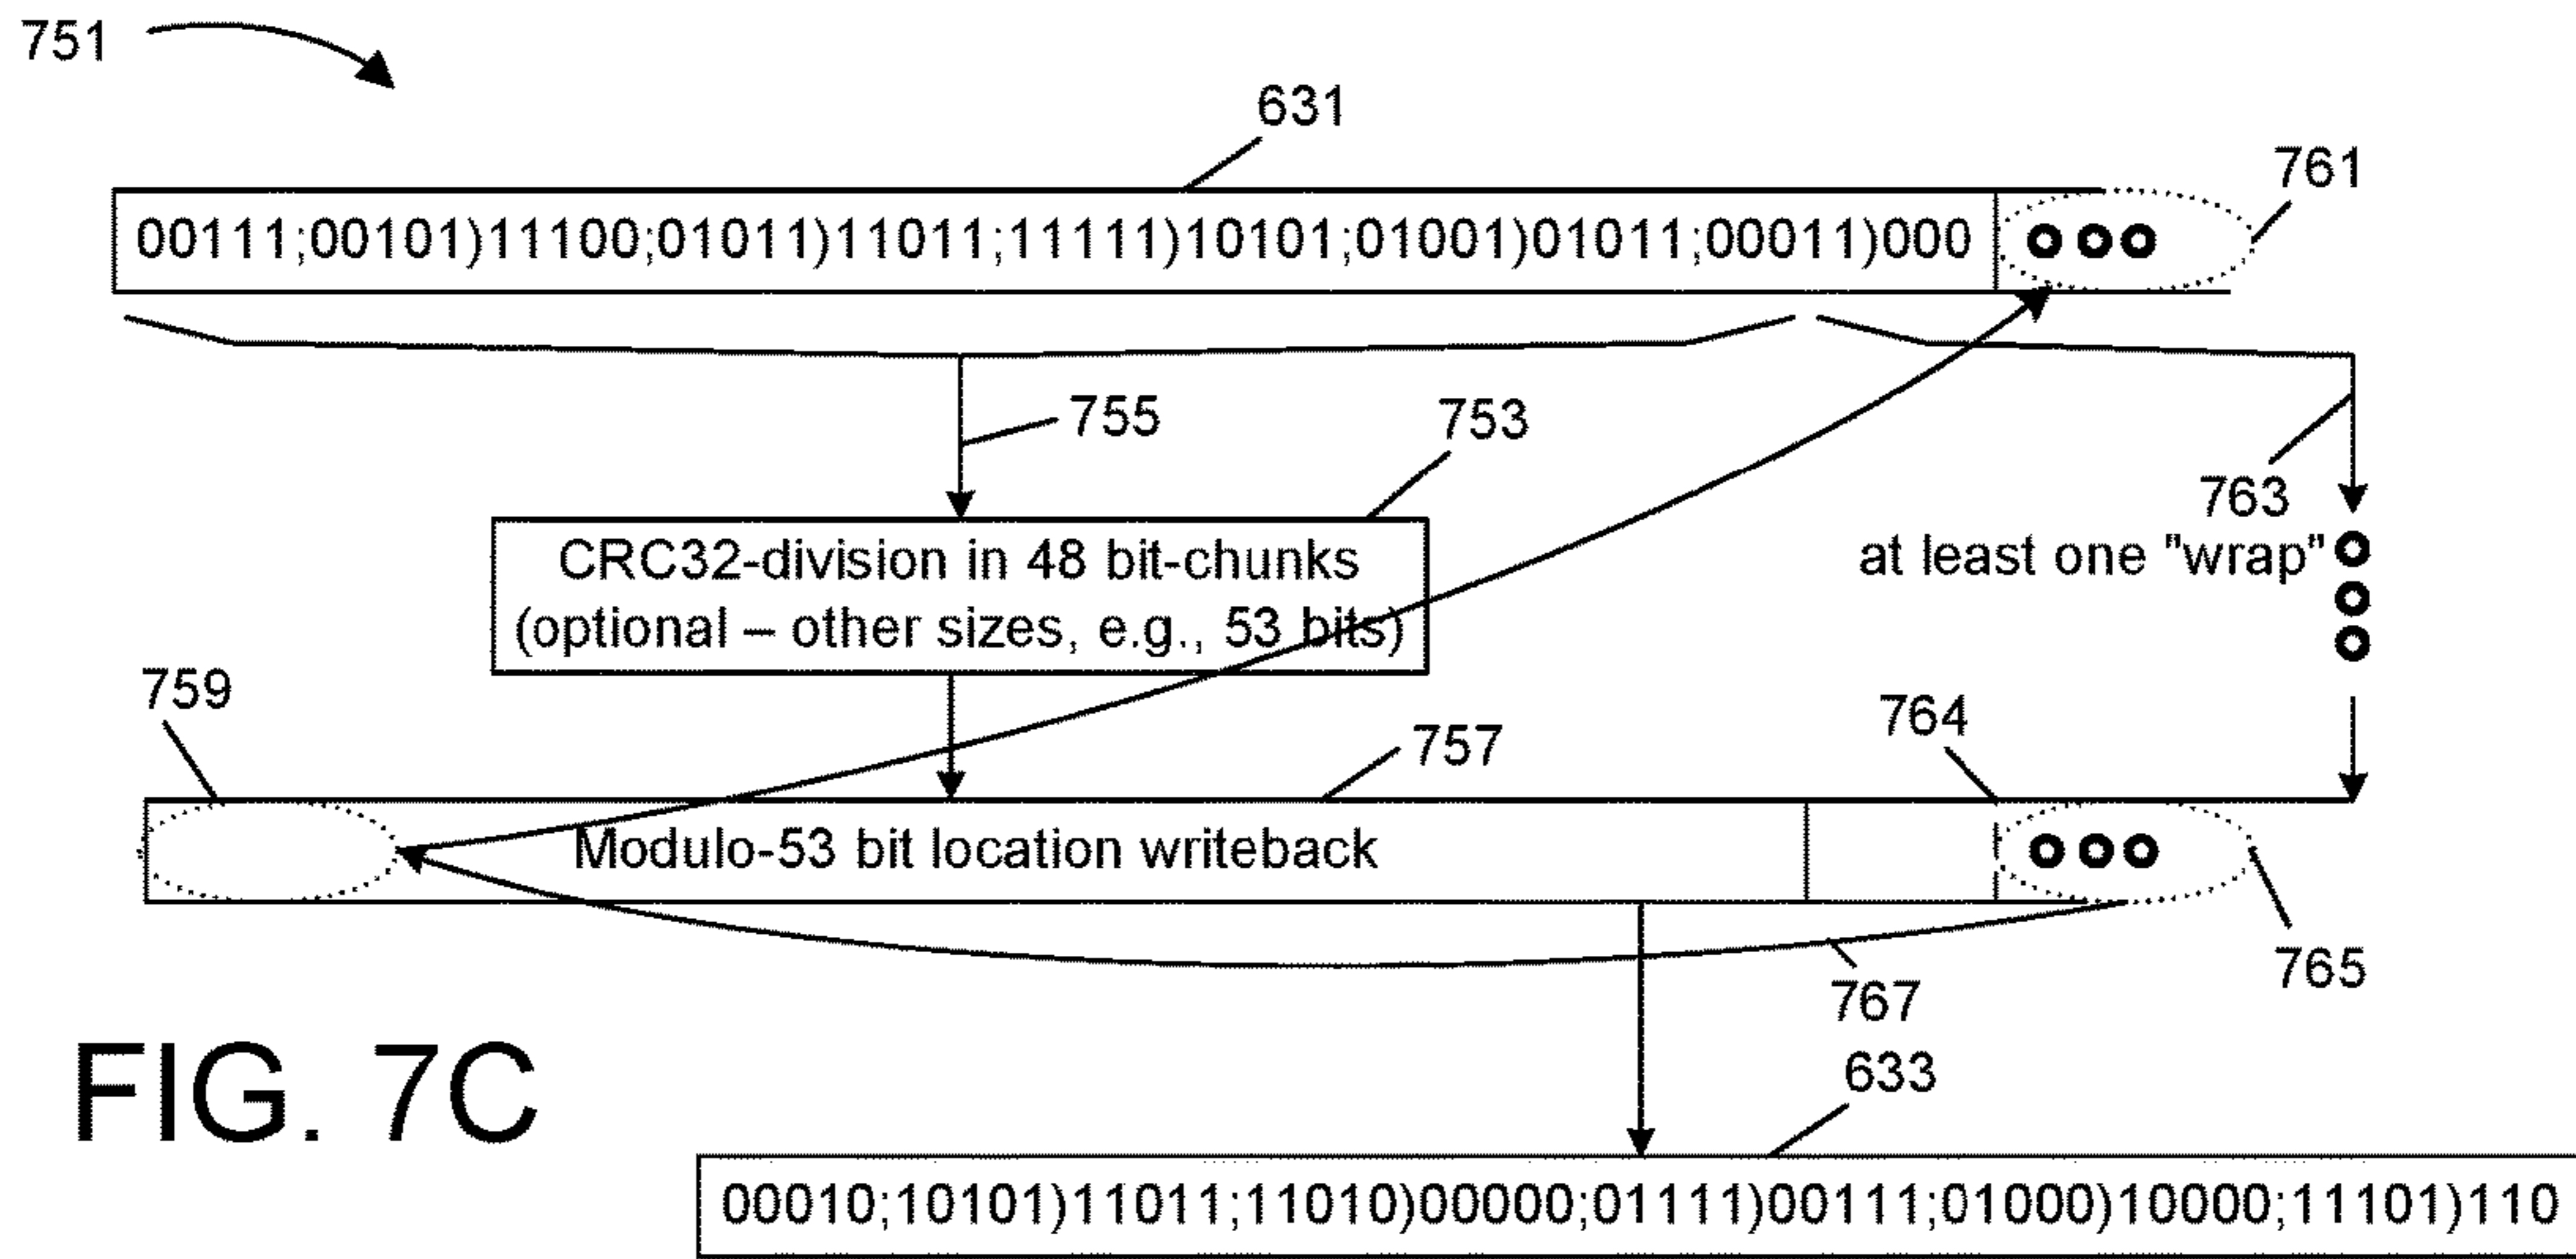 751
631
761
00111;00101)11100;01011)11011;11111)10101;01001)01011;00011)000
755
753
763
CRC32-division in 48 bit-chunks
(optional – other sizes, e.g., 53 bits)
at least one "wrap"
759
764
757
Modulo-53 bit location writeback
765
767
FIG. 7C
633
00010;10101)11011;11010)00000;01111)00111;01000)10000;11101)110